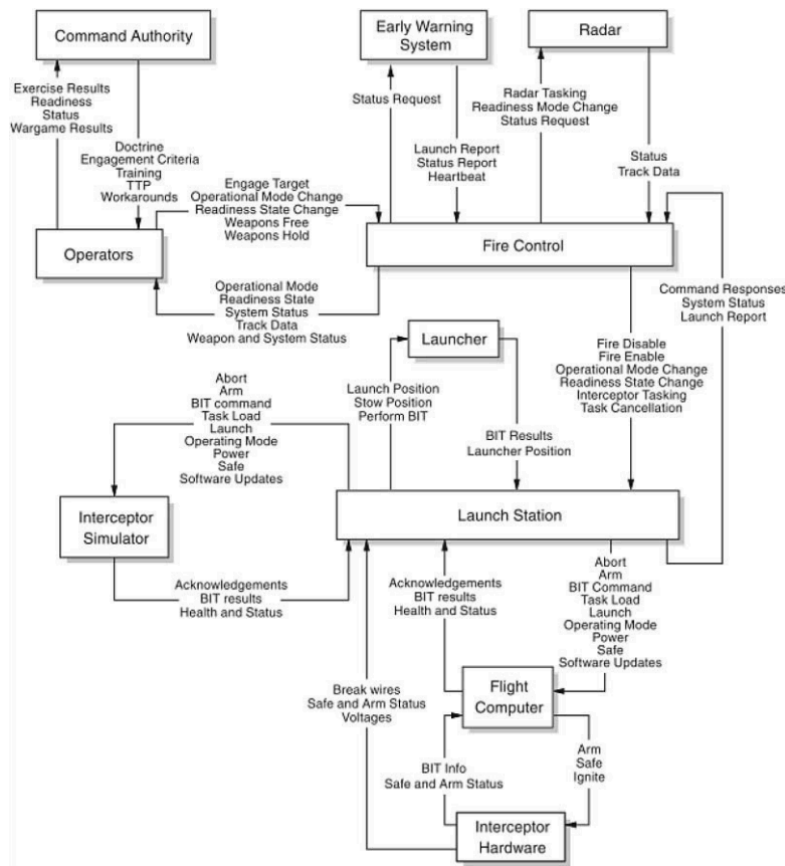 Command Authority
Early Warning
System
Radar
Exercise Results
Readiness
Status
Wargame Results
Doctrine
Engagement Criteria
Training
TTP
Workarounds
Status Request
Launch Report
Status Report
Heartbeat
Radar Tasking
Readiness Mode Change
Status Request
Status
Track Data
Engage Target
Operational Mode Change
Readiness State Change
Weapons Free
Weapons Hold
Operators
Fire Control
Operational Mode
Readiness State
System Status
Track Data
Weapon and System Status
Command Responses
System Status
Launch Report
Launcher
Fire Disable
Fire Enable
Operational Mode Change
Readiness State Change
Interceptor Tasking
Task Cancellation
Abort
Arm
BIT command
Task Load
Launch
Operating Mode
Power
Safe
Software Updates
Launch Position
Stow Position
Perform BIT
BIT Results
Launcher Position
Interceptor
Simulator
Launch Station
Acknowledgements
BIT results
Health and Status
Acknowledgements
BIT results
Health and Status
Abort
Arm
BIT Command
Task Load
Launch
Operating Mode
Power
Safe
Software Updates
Break wires
Safe and Arm Status
Voltages
Flight
Computer
BIT Info
Safe and Arm Status
Arm
Safe
Ignite
Interceptor
Hardware